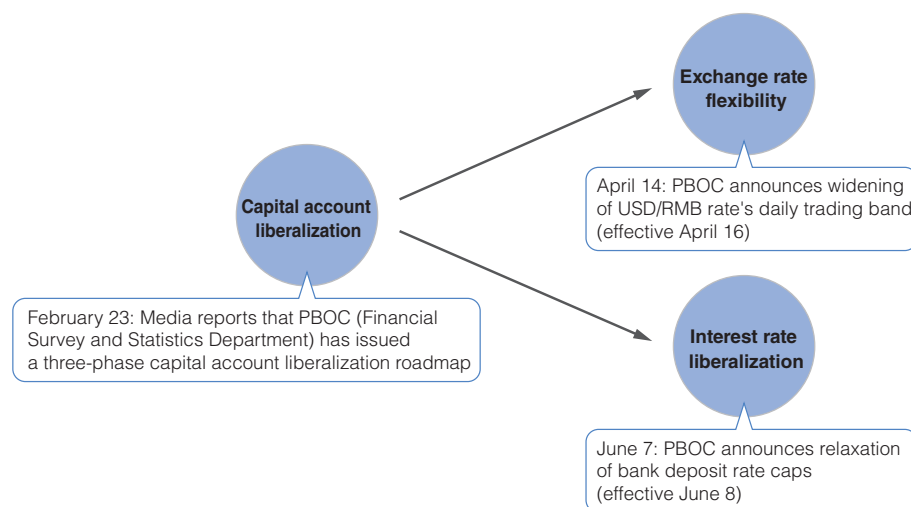 Exchange rate
flexibility
April 14: PBOC announces widening
of USD/RMB rate's daily trading band
(effective April 16)
Capital account
liberalization
February 23: Media reports that PBOC (Financial
Survey and Statistics Department) has issued
a three-phase capital account liberalization roadmap
Interest rate
liberalization
June 7: PBOC announces relaxation
of bank deposit rate caps
(effective June 8)